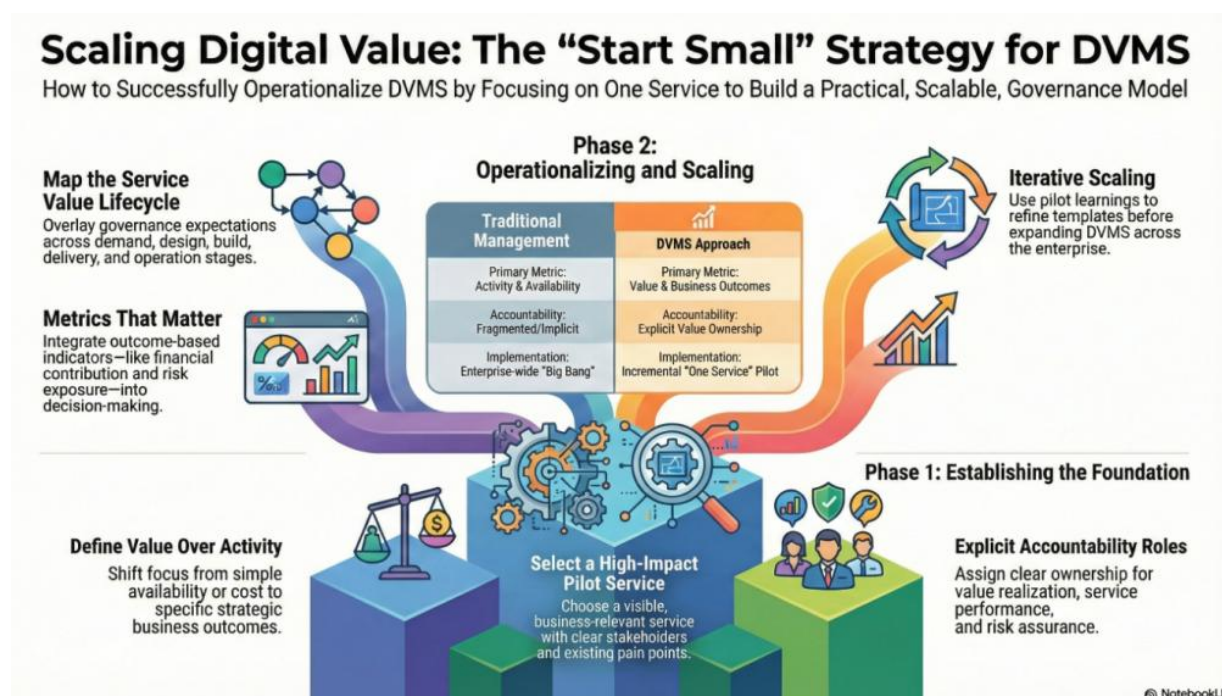 Scaling Digital Value: The “Start Small” Strategy for DVMS
How to Successfully Operationalize DVMS by Focusing on One Service to Build a Practical, Scalable, Governance Model
Phase 2:
Operationalizing and Scaling
Map the Service
Value Lifecycle
Overlay governance expectations
across demand, design, build,
delivery, and operation stages.
Metrics That Matter
Integrate outcome-based
indicators—like financial
contribution and risk
exposure—into
decision-making.
%
Traditional
Management
Primary Metric:
Activity & Availability
Accountability:
Fragmented/Implicit
Implementation:
Enterprise-wide “Big Bang”
DVMS Approach
Primary Metric:
Value & Business Outcomes
Accountability:
Explicit Value Ownership
Implementation:
Incremental “One Service” Pilot
Iterative Scaling
Use pilot learnings to
refine templates before
expanding DVMS across
the enterprise.
Phase 1: Establishing the Foundation
Define Value Over Activity
Shift focus from simple
availability or cost to
specific strategic
business outcomes.
$
Select a High-Impact
Pilot Service
Choose a visible,
business-relevant service
with clear stakeholders
and existing pain points.
Explicit Accountability Roles
Assign clear ownership for
value realization, service
performance,
and risk assurance.